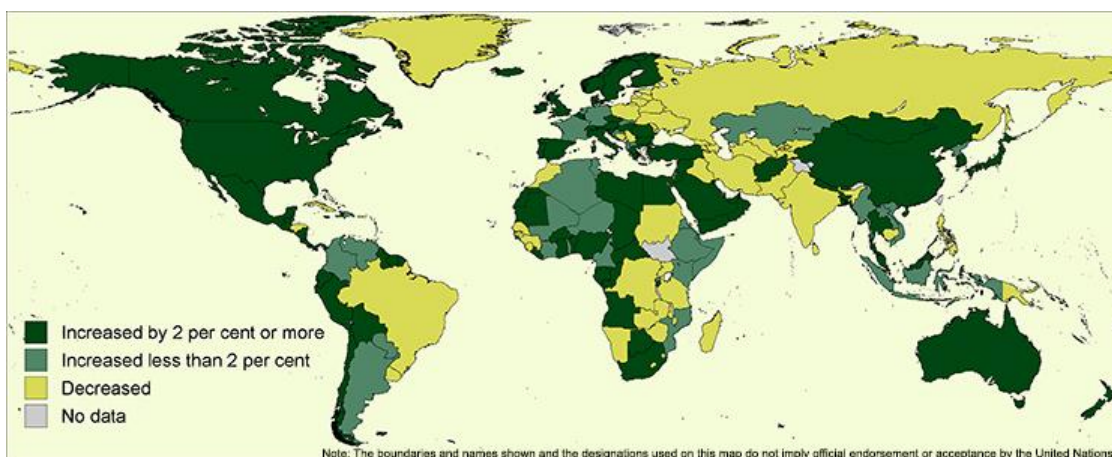 Increased by 2 per cent or more
Increased less than 2 per cent
Decreased
No data
Note: The boundaries and names shown and the designations used on this map do not imply official endorsement or acceptance by the United Nations